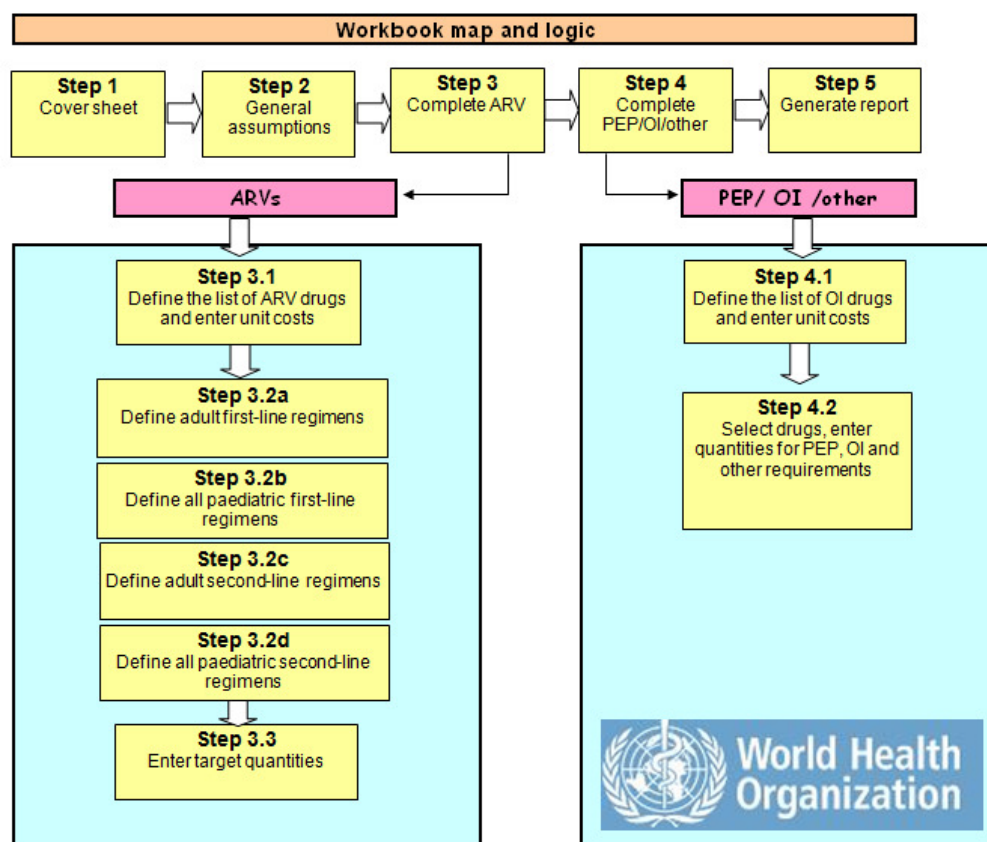 Workbook map and logic
Step 1
Cover sheet
Step 2
General
assumptions
Step 3
Complete ARV
Step 4
Complete
PEP/OI/other
Step 5
Generate report
ARVs
PEP/ OI /other
Step 3.1
Define the list of ARV drugs
and enter unit costs
Step 3.2a
Define adult first-line regimens
Step 3.2b
Define all paediatric first-line
regimens
Step 3.2c
Define adult second-line regimens
Step 3.2d
Define all paediatric second-line
regimens
Step 3.3
Enter target quantities
Step 4.1
Define the list of OI drugs
and enter unit costs
Step 4.2
Select drugs, enter
quantities for PEP, OI and
other requirements
World Health
Organization